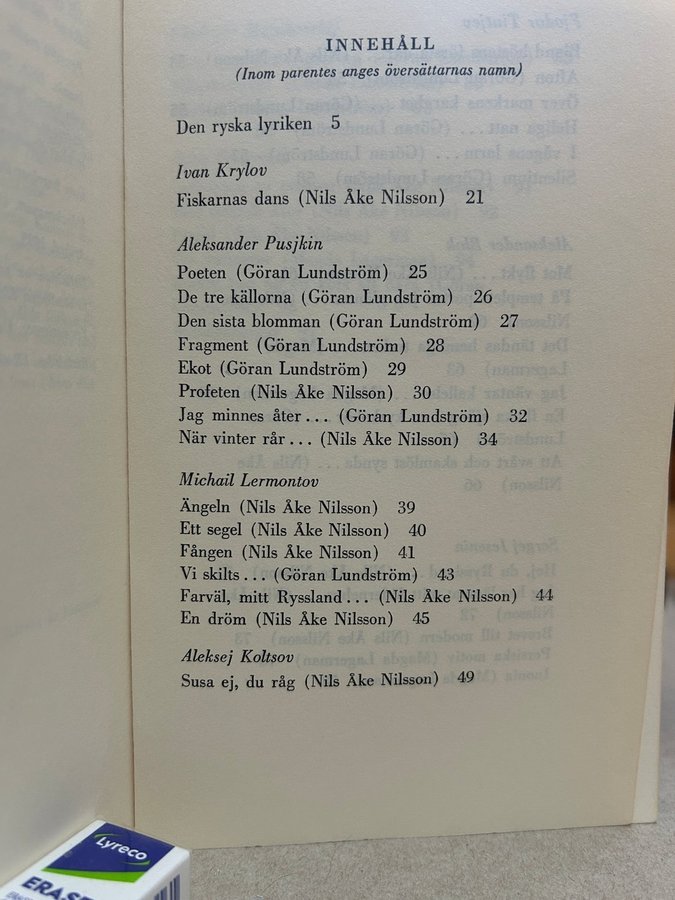 INNEHÅLL
(Inom parentes anges översättarnas namn)
Den ryska lyriken 5
Ivan Krylov
Fiskarnas dans (Nils Åke Nilsson) 21
Aleksander Pusjkin
Poeten (Göran Lundström) 25
De tre källorna (Göran Lundström) 26
Den sista blomman (Göran Lundström) 27
Fragment (Göran Lundström) 28
Ekot (Göran Lundström) 29
Profeten (Nils Åke Nilsson) 30
Jag minnes åter... (Göran Lundström) 32
När vinter rår... (Nils Åke Nilsson) 34
Michail Lermontov
Ängeln (Nils Åke Nilsson) 39
Ett segel (Nils Åke Nilsson) 40
Fången (Nils Åke Nilsson) 41
Vi skilts... (Göran Lundström) 43
Farväl, mitt Ryssland... (Nils Åke Nilsson) 44
En dröm (Nils Åke Nilsson) 45
Aleksej Koltsov
Susa ej, du råg (Nils Åke Nilsson) 49
Lyreco